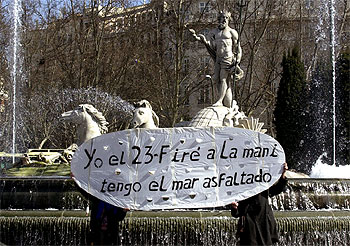 Yo el 23-F iré a la mani
tengo el mar asfaltado